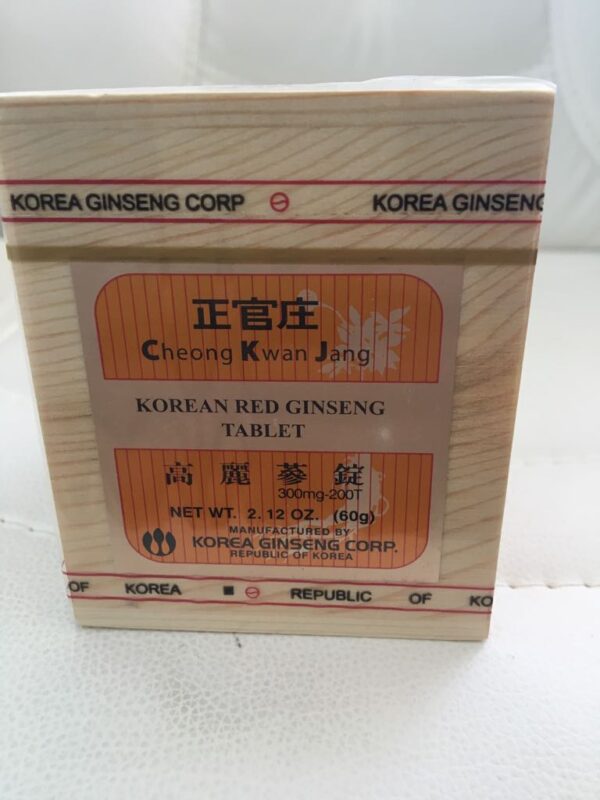 KOREA GINSENG CORP KOREA GINSENG
正官庄
Cheong Kwan Jang
KOREAN RED GINSENG
TABLET
高麗蔘錠
300mg-200T
NET WT. 2.12 OZ. (60g)
MANUFACTURED BY
KOREA GINSENG CORP.
REPUBLIC OF KOREA
OF KOREA REPUBLIC OF KO